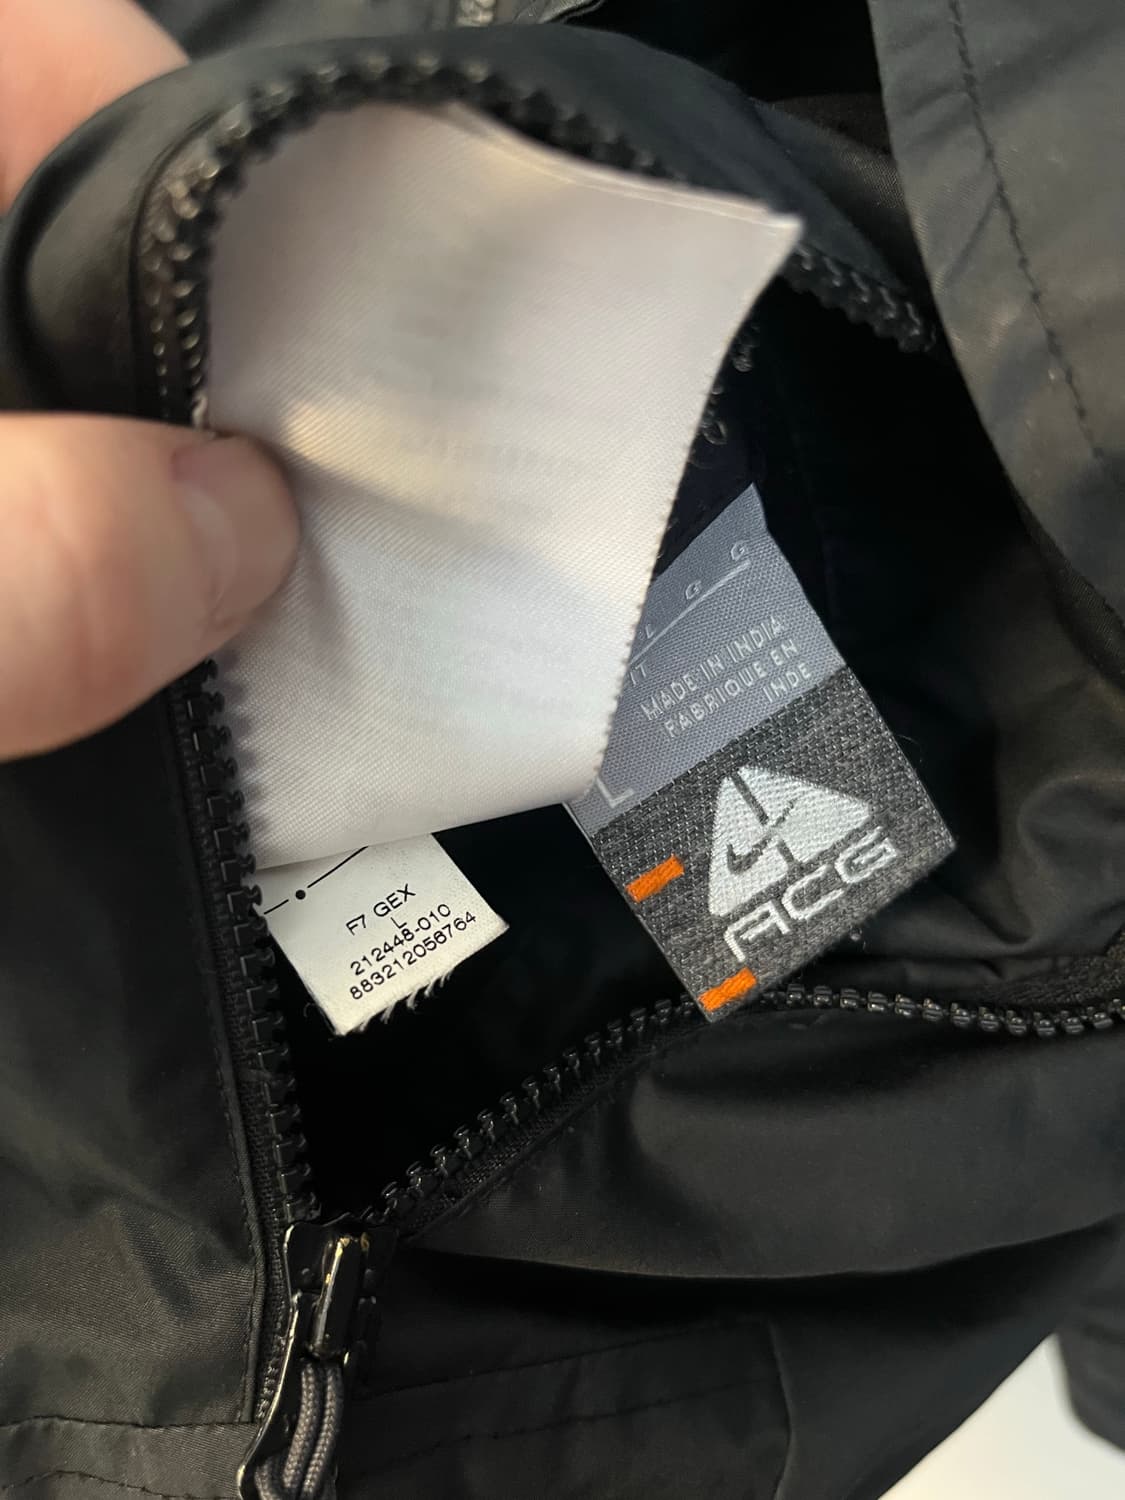 G
G
L
MADE IN INDIA
FABRIQUE EN
INDE
L
ACG
F7 GEX
L
212448-010
883212056764